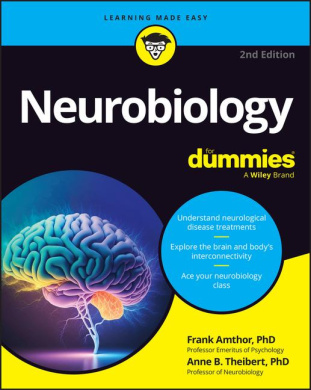 LEARNING MADE EASY
2nd Edition
Neurobiology
for
dummies
A Wiley Brand
Understand neurological
disease treatments
Explore the brain and body's
interconnectivity
Ace your neurobiology
class
Frank Amthor, PhD
Professor Emeritus of Psychology
Anne B. Theibert, PhD
Professor of Neurobiology